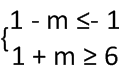 {1 - m ≤- 1
1 + m ≥ 6